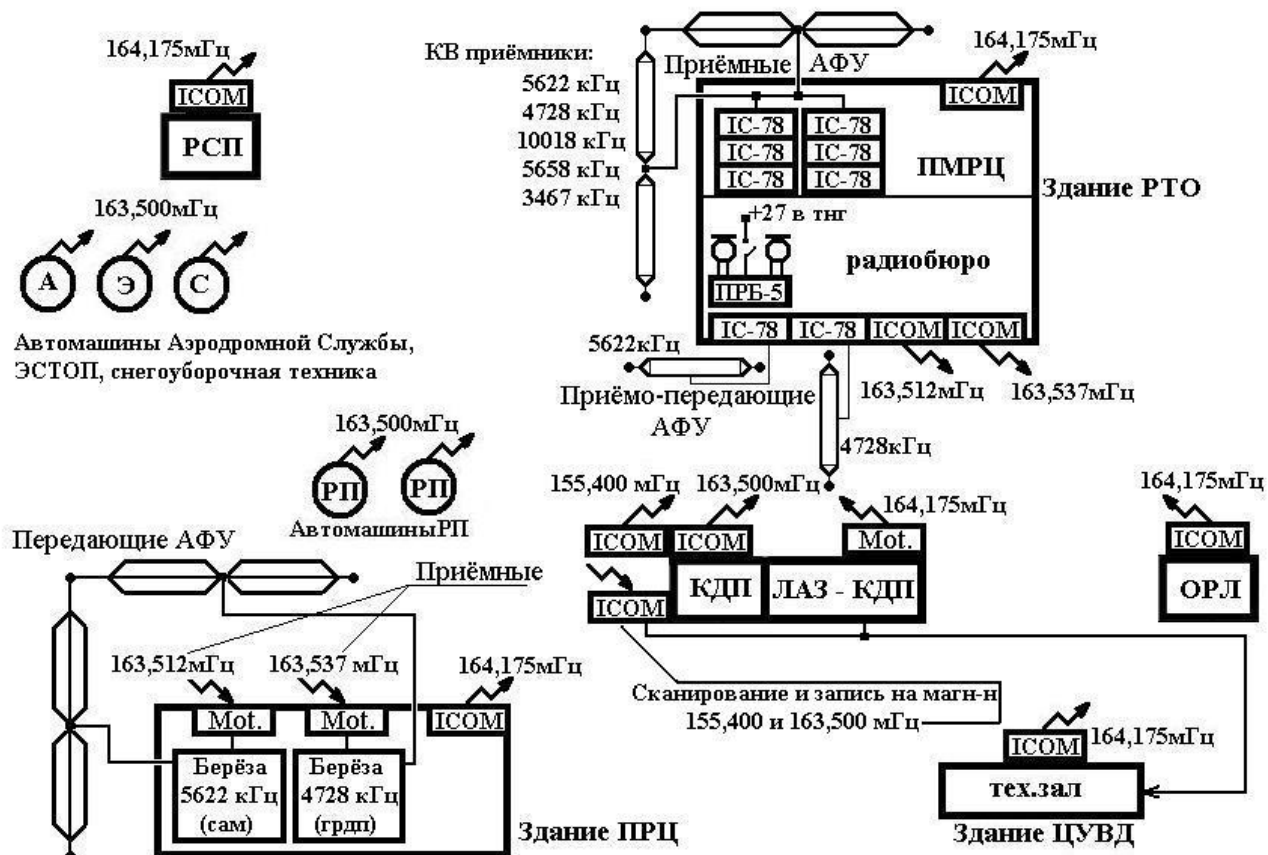 164,175мГц
ICOM
РСП
163,500мГц
А
Э
С
Автомашины Аэродромной Службы,
ЭСТОП, снегоуборочная техника
КВ приёмники:
5622 кГц
4728 кГц
10018 кГц
5658 кГц
3467 кГц
Приёмные АФУ
164,175мГц
ICOM
IC-78 IC-78
IC-78 IC-78
IC-78 IC-78
ПМРЦ
Здание РТО
+27 в тнг
радиобюро
ПРБ-5
IC-78 IC-78 ICOM ICOM
5622кГц
163,512мГц
163,537мГц
Приёмо-передающие
АФУ
4728кГц
163,500мГц
РП
РП
АвтомашиныРП
155,400 мГц
163,500мГц
164,175мГц
ICOM ICOM
Mot.
КДП
ЛАЗ - КДП
ICOM
164,175мГц
ICOM
ОРЛ
Передающие АФУ
Приёмные
163,512мГц
163,537 мГц
164,175мГц
Mot.
Mot.
ICOM
Берёза
5622 кГц
(сам)
Берёза
4728 кГц
(грдп)
Здание ПРЦ
Сканирование и запись на магн-н
155,400 и 163,500 мГц
ICOM
164,175мГц
тех.зал
Здание ЦУВД